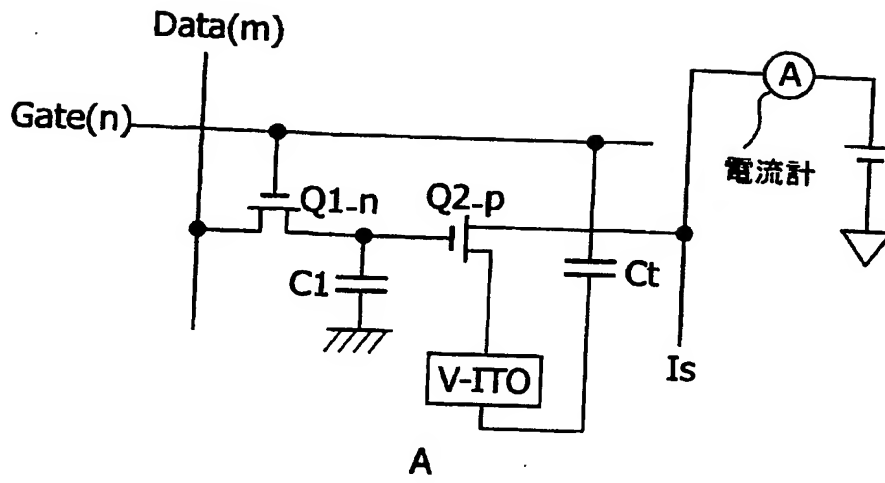 Data(m)
Gate(n)
A
電流計
Q1-n
Q2-p
C1
Ct
V-ITO
Is
A